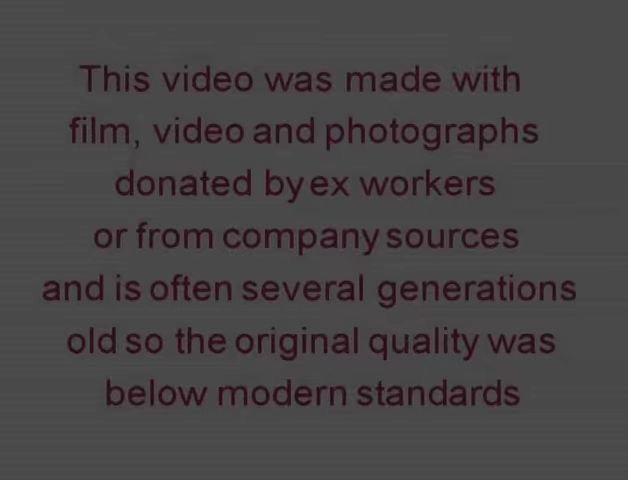 This video was made with
film, video and photographs
donated by ex workers
or from company sources
and is often several generations
old so the original quality was
below modern standards